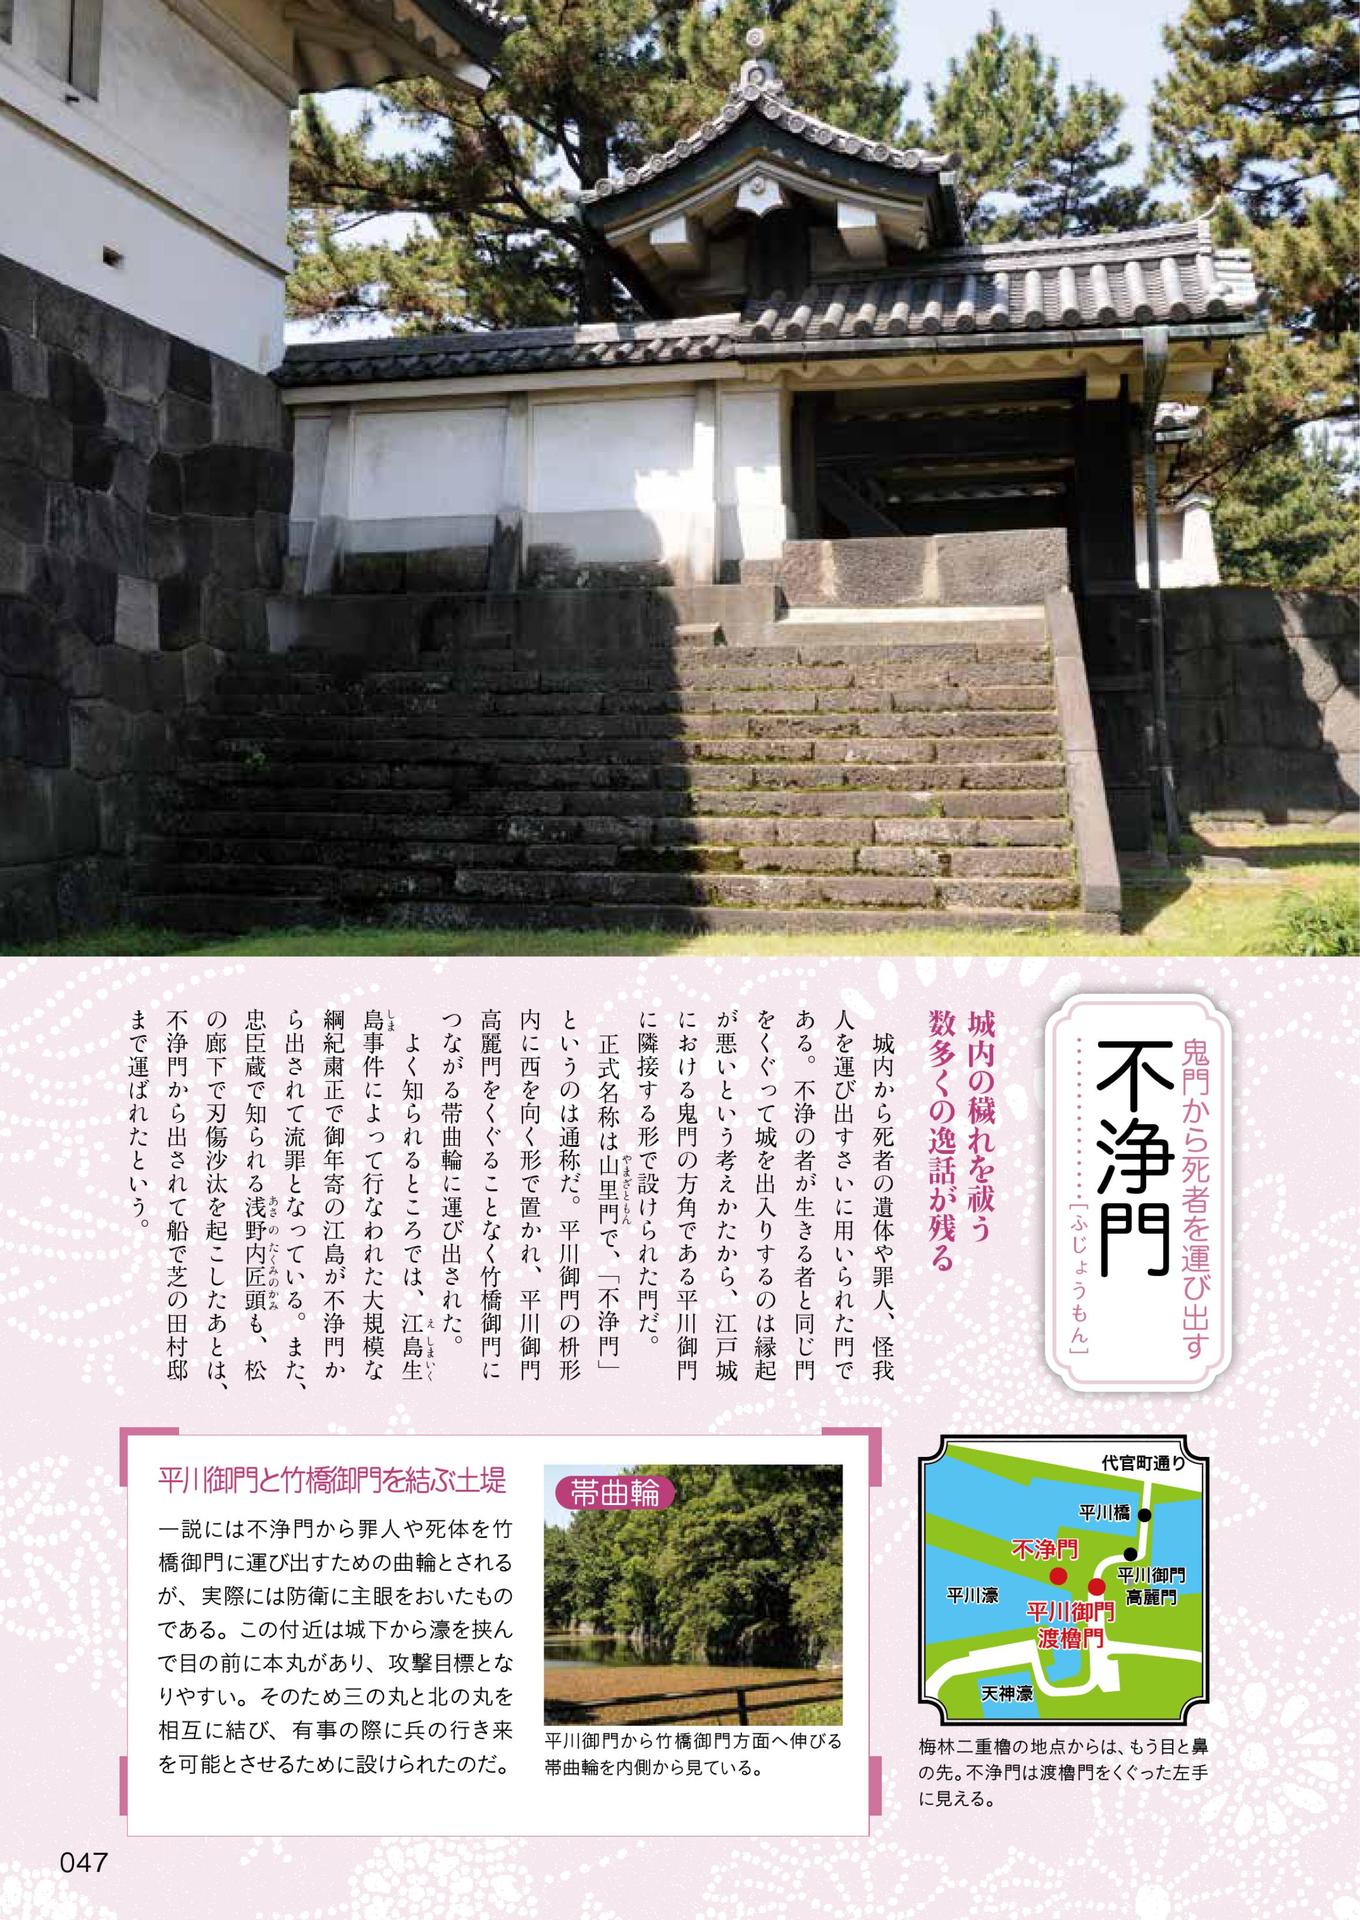 鬼門から死者を運び出す
不浄門
［ふじょうもん］
城内の穢れを祓う
数多くの逸話が残る
城内から死者の遺体や罪人、怪我
人を運び出すさいに用いられた門で
ある。不浄の者が生きる者と同じ門
をくぐって城を出入りするのは縁起
が悪いという考えかたから、江戸城
における鬼門の方角である平川御門
に隣接する形で設けられた門だ。
正式名称は山里門で、「不浄門」
やまざともん
というのは通称だ。平川御門の枡形
内に西を向く形で置かれ、平川御門
高麗門をくぐることなく竹橋御門に
つながる帯曲輪に運び出された。
よく知られるところでは、江島生
えしまいく
島事件によって行なわれた大規模な
しま
綱紀粛正で御年寄の江島が不浄門か
ら出されて流罪となっている。また、
忠臣蔵で知られる浅野内匠頭も、松
あさのたくみのかみ
の廊下で刃傷沙汰を起こしたあとは、
不浄門から出されて船で芝の田村邸
まで運ばれたという。
代官町通り
平川橋
不浄門
平川御門
高麗門
平川濠
平川御門
渡櫓門
天神濠
梅林二重櫓の地点からは、もう目と鼻
の先。不浄門は渡櫓門をくぐった左手
に見える。
平川御門と竹橋御門を結ぶ土堤
一説には不浄門から罪人や死体を竹
橋御門に運び出すための曲輪とされる
が、実際には防衛に主眼をおいたもの
である。この付近は城下から濠を挟ん
で目の前に本丸があり、攻撃目標とな
りやすい。そのため三の丸と北の丸を
相互に結び、有事の際に兵の行き来
を可能とさせるために設けられたのだ。
帯曲輪
平川御門から竹橋御門方面へ伸びる
帯曲輪を内側から見ている。
047